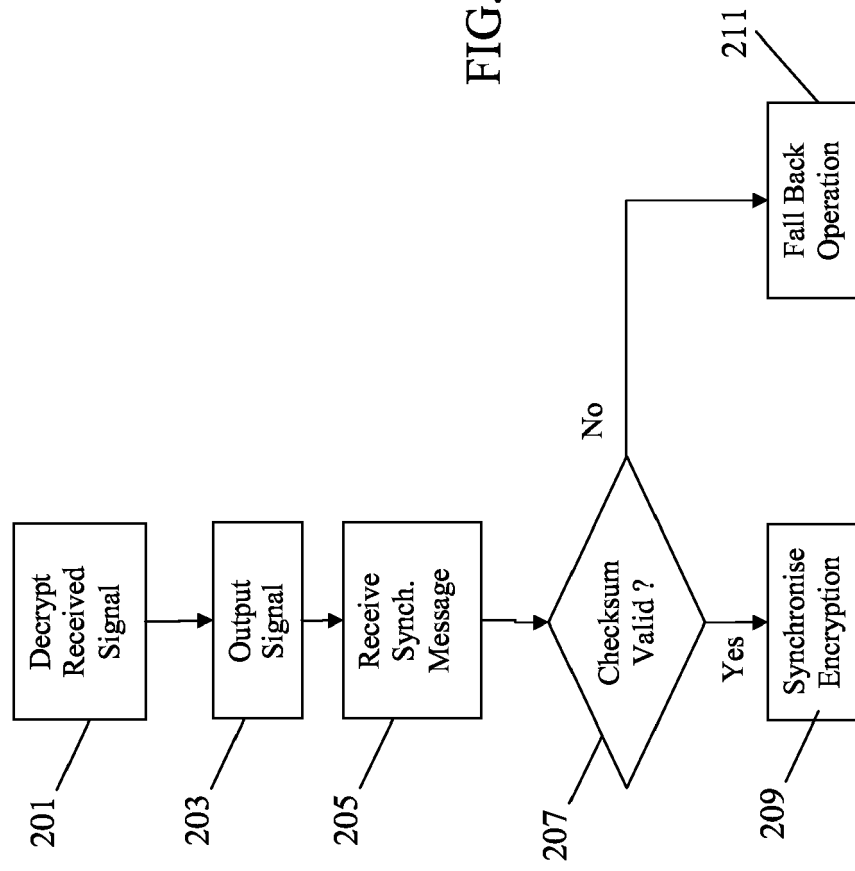 201
Decrypt
Received
Signal
203
Output
Signal
205
Receive
Synch.
Message
207
Checksum
Valid ?
No
Yes
209
Synchronise
Encryption
211
Fall Back
Operation
FIG.